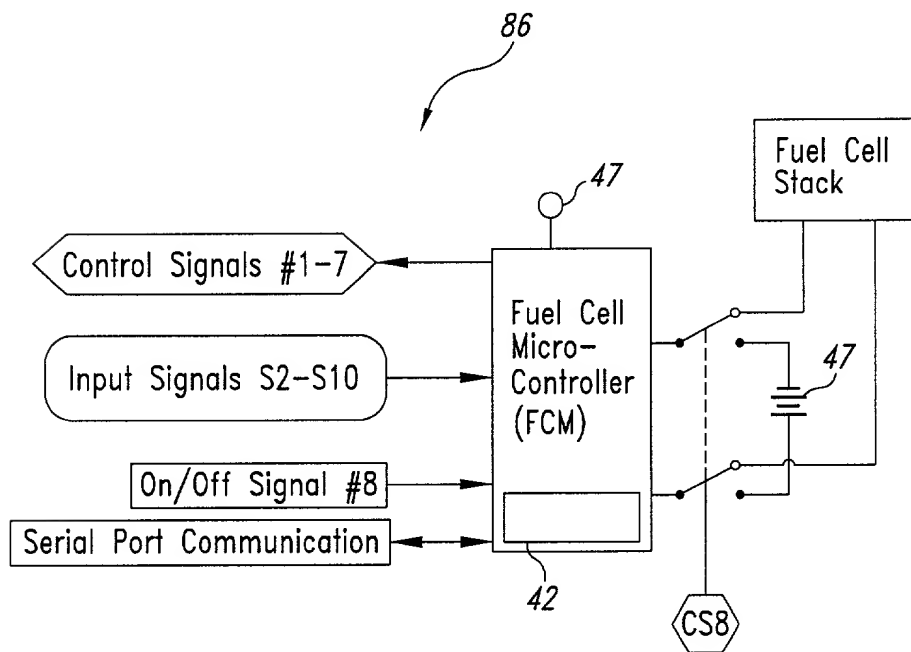 86
Fuel Cell
Stack
47
Control Signals #1-7
Fuel Cell
Micro-
Controller
(FCM)
Input Signals S2-S10
47
On/Off Signal #8
Serial Port Communication
42
CS8